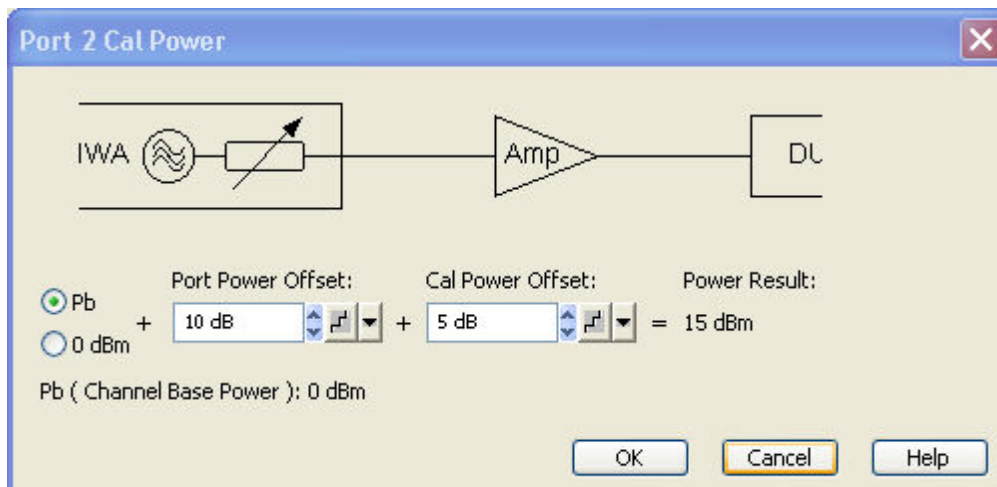 Port 2 Cal Power
IWA
Amp
DU
Port Power Offset:
Cal Power Offset:
Power Result:
Pb
0 dBm
+
10 dB
+
5 dB
=
15 dBm
Pb ( Channel Base Power ): 0 dBm
OK
Cancel
Help